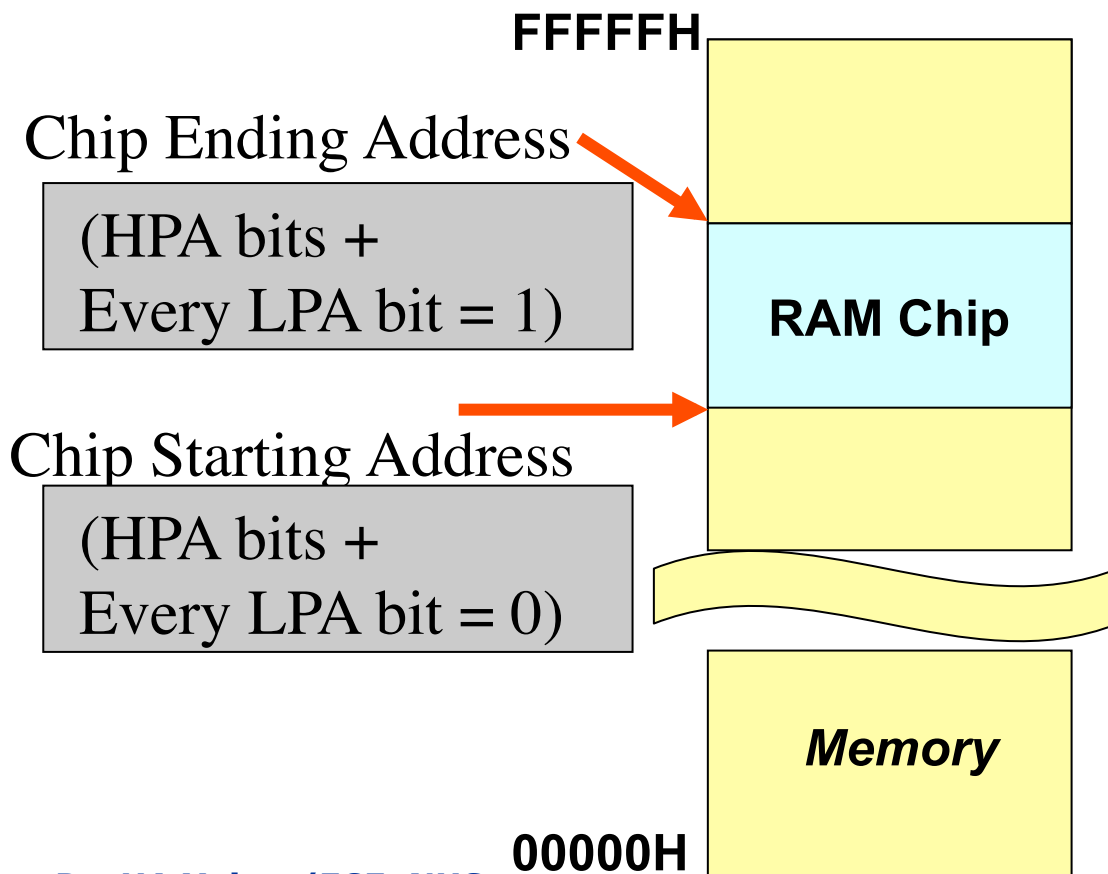 FFFFFH
Chip Ending Address
(HPA bits +
Every LPA bit = 1)
RAM Chip
Chip Starting Address
(HPA bits +
Every LPA bit = 0)
Memory
00000H